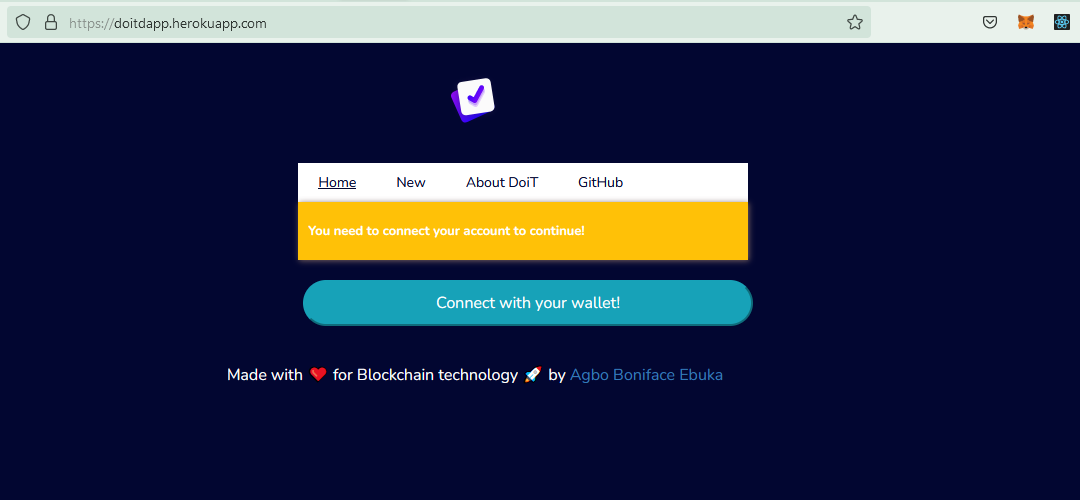 https://doitdapp.herokuapp.com
Home New About DoiT GitHub
You need to connect your account to continue!
Connect with your wallet!
Made with ❤️ for Blockchain technology 🚀 by Agbo Boniface Ebuka